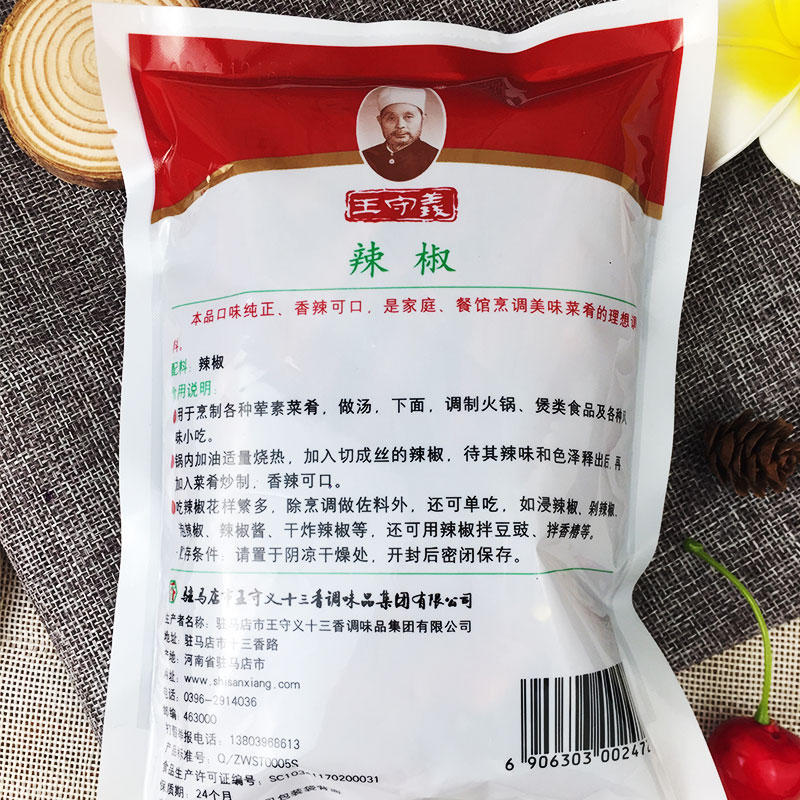 王守義
辣椒
本品口味纯正、香辣可口，是家庭、餐馆烹调美味菜肴的理想调
料。
配料：辣椒
食用说明：
用于烹制各种荤素菜肴，做汤，下面，调制火锅、煲类食品及各种风
味小吃。
锅内加油适量烧热，加入切成丝的辣椒，待其辣味和色泽释出后，再
加入菜肴炒制，香辣可口。
吃辣椒花样繁多，除烹调做佐料外，还可单吃，如浸辣椒、剁辣椒、
泡辣椒、辣椒酱、干炸辣椒等，还可用辣椒拌豆豉、拌香椿等。
贮存条件：请置于阴凉干燥处，开封后密闭保存。
驻马店市王守义十三香调味品集团有限公司
生产者名称：驻马店市王守义十三香调味品集团有限公司
地址：驻马店市十三香路
产地：河南省驻马店市
网址：www.shisanxiang.com
电话：0396-2914036
邮编：463000
打假举报电话：13803968613
产品标准号：Q/ZWST0005S
食品生产许可证编号：SC103 1170200031
保质期：24个月
6 906303 00247